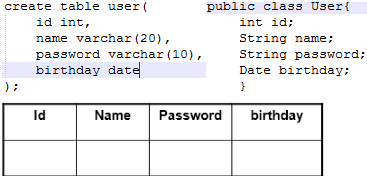 create table user(
    id int,
    name varchar(20),
    password varchar(10),
    birthday date
);
public class User{
    int id;
    String name;
    String password;
    Date birthday;
    }
Id Name Password birthday